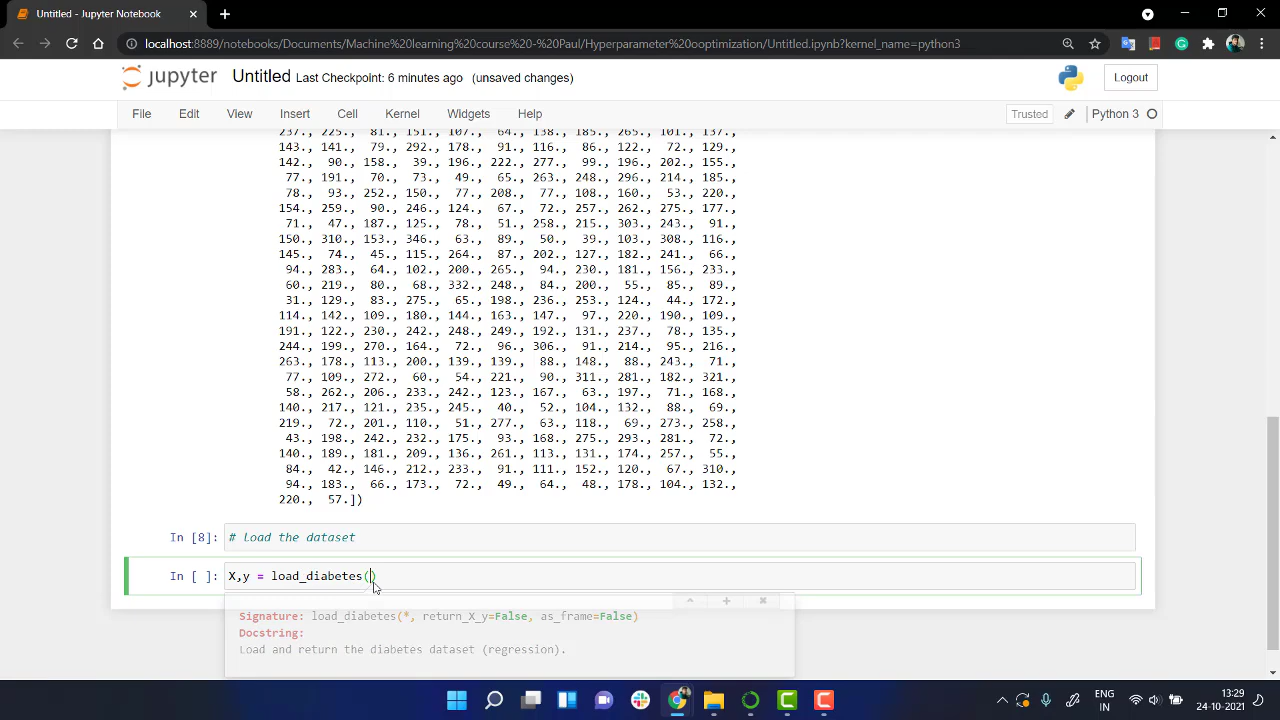 Untitled - Jupyter Notebook
localhost:8889/notebooks/Documents/Machine%20learning%20course%20-%20Paul/Hyperparameter%20ooptimization/Untitled.ipynb?kernel_name=python3
jupyter Untitled Last Checkpoint: 6 minutes ago (unsaved changes) Logout
File Edit View Insert Cell Kernel Widgets Help Trusted Python 3
237., 225., 81., 151., 107., 64., 138., 185., 265., 101., 137.,
143., 141., 79., 292., 178., 91., 116., 86., 122., 72., 129.,
142., 90., 158., 39., 196., 222., 277., 99., 196., 202., 155.,
77., 191., 70., 73., 49., 65., 263., 248., 296., 214., 185.,
78., 93., 252., 150., 77., 208., 77., 108., 160., 53., 220.,
154., 259., 90., 246., 124., 67., 72., 257., 262., 275., 177.,
71., 47., 187., 125., 78., 51., 258., 215., 303., 243., 91.,
150., 310., 153., 346., 63., 89., 50., 39., 103., 308., 116.,
145., 74., 45., 115., 264., 87., 202., 127., 182., 241., 66.,
94., 283., 64., 102., 200., 265., 94., 230., 181., 156., 233.,
60., 219., 80., 68., 332., 248., 84., 200., 55., 85., 89.,
31., 129., 83., 275., 65., 198., 236., 253., 124., 44., 172.,
114., 142., 109., 180., 144., 163., 147., 97., 220., 190., 109.,
191., 122., 230., 242., 248., 249., 192., 131., 237., 78., 135.,
244., 199., 270., 164., 72., 96., 306., 91., 214., 95., 216.,
263., 178., 113., 200., 139., 139., 88., 148., 88., 243., 71.,
77., 109., 272., 60., 54., 221., 90., 311., 281., 182., 321.,
58., 262., 206., 233., 242., 123., 167., 63., 197., 71., 168.,
140., 217., 121., 235., 245., 40., 52., 104., 132., 88., 69.,
219., 72., 201., 110., 51., 277., 63., 118., 69., 273., 258.,
43., 198., 242., 232., 175., 93., 168., 275., 293., 281., 72.,
140., 189., 181., 209., 136., 261., 113., 131., 174., 257., 55.,
84., 42., 146., 212., 233., 91., 111., 152., 120., 67., 310.,
94., 183., 66., 173., 72., 49., 64., 48., 178., 104., 132.,
220., 57.])
In [8]: # load the dataset
In [ ]: X,y = load_diabetes()
Signature: load_diabetes(*, return_X_y=False, as_frame=False)
Docstring:
Load and return the diabetes dataset (regression).
ENG
IN
13:29
24-10-2021